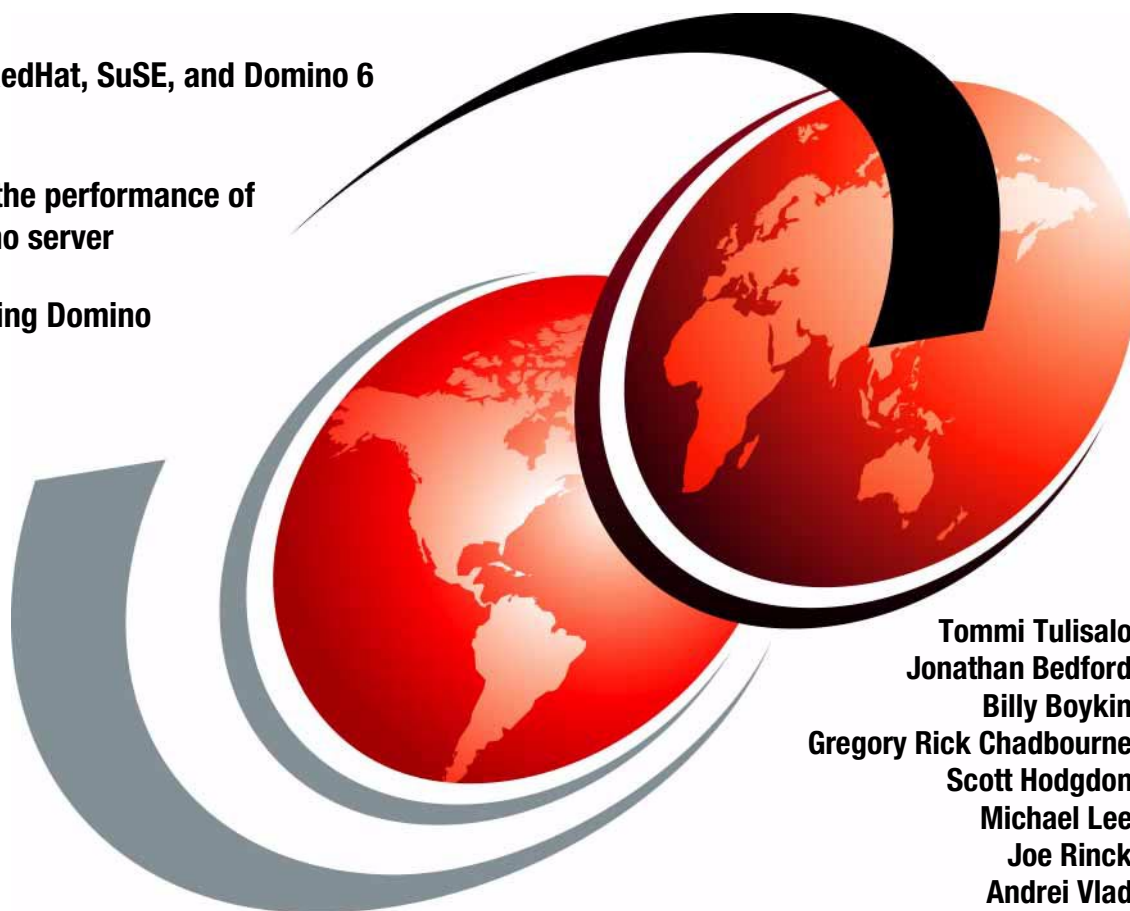 edHat, SuSE, and Domino 6
the performance of
no server
ing Domino
Tommi Tulisalo
Jonathan Bedford
Billy Boykin
Gregory Rick Chadbourne
Scott Hodgdon
Michael Lee
Joe Rinck
Andrei Vlad